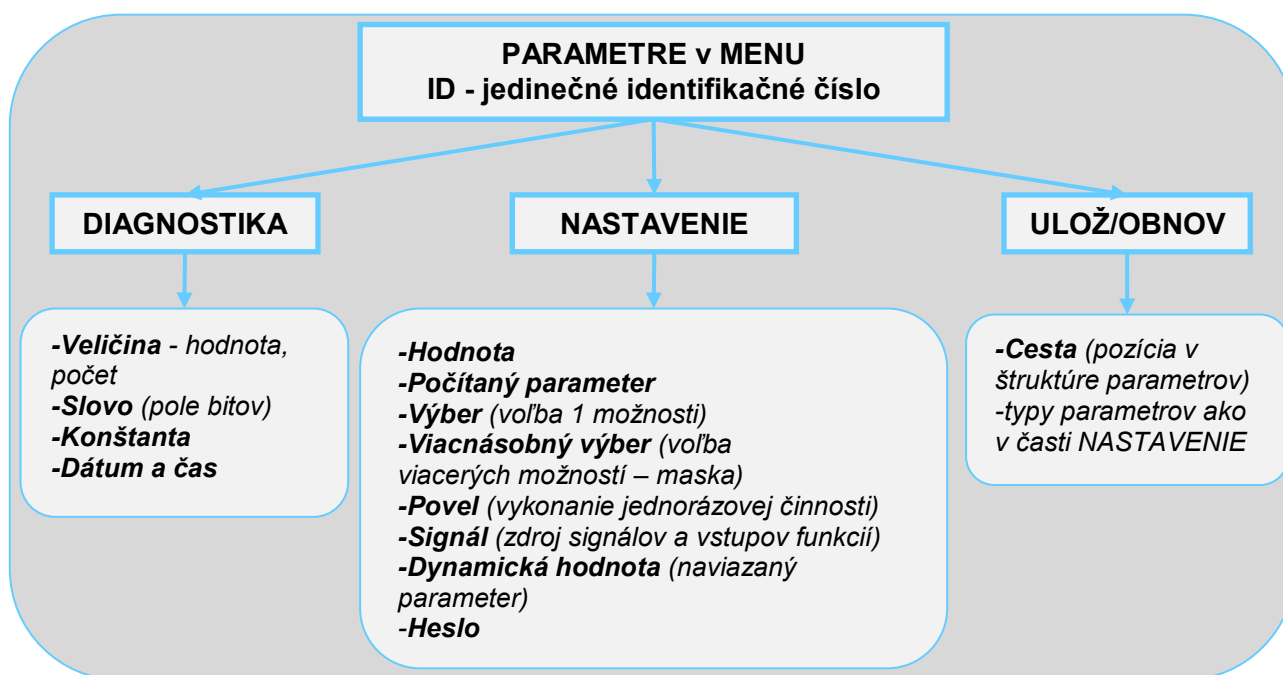 PARAMETRE v MENU
ID - jedinečné identifikačné číslo
DIAGNOSTIKA
NASTAVENIE
ULOŽ/OBNOV
-Veličina - hodnota,
počet
-Slovo (pole bitov)
-Konštanta
-Dátum a čas
-Hodnota
-Počítaný parameter
-Výber (voľba 1 možnosti)
-Viacnásobný výber (voľba
viacerých možností – maska)
-Povel (vykonanie jednorázovej činnosti)
-Signál (zdroj signálov a vstupov funkcií)
-Dynamická hodnota (naviazaný
parameter)
-Heslo
-Cesta (pozícia v
štruktúre parametrov)
-typy parametrov ako
v časti NASTAVENIE